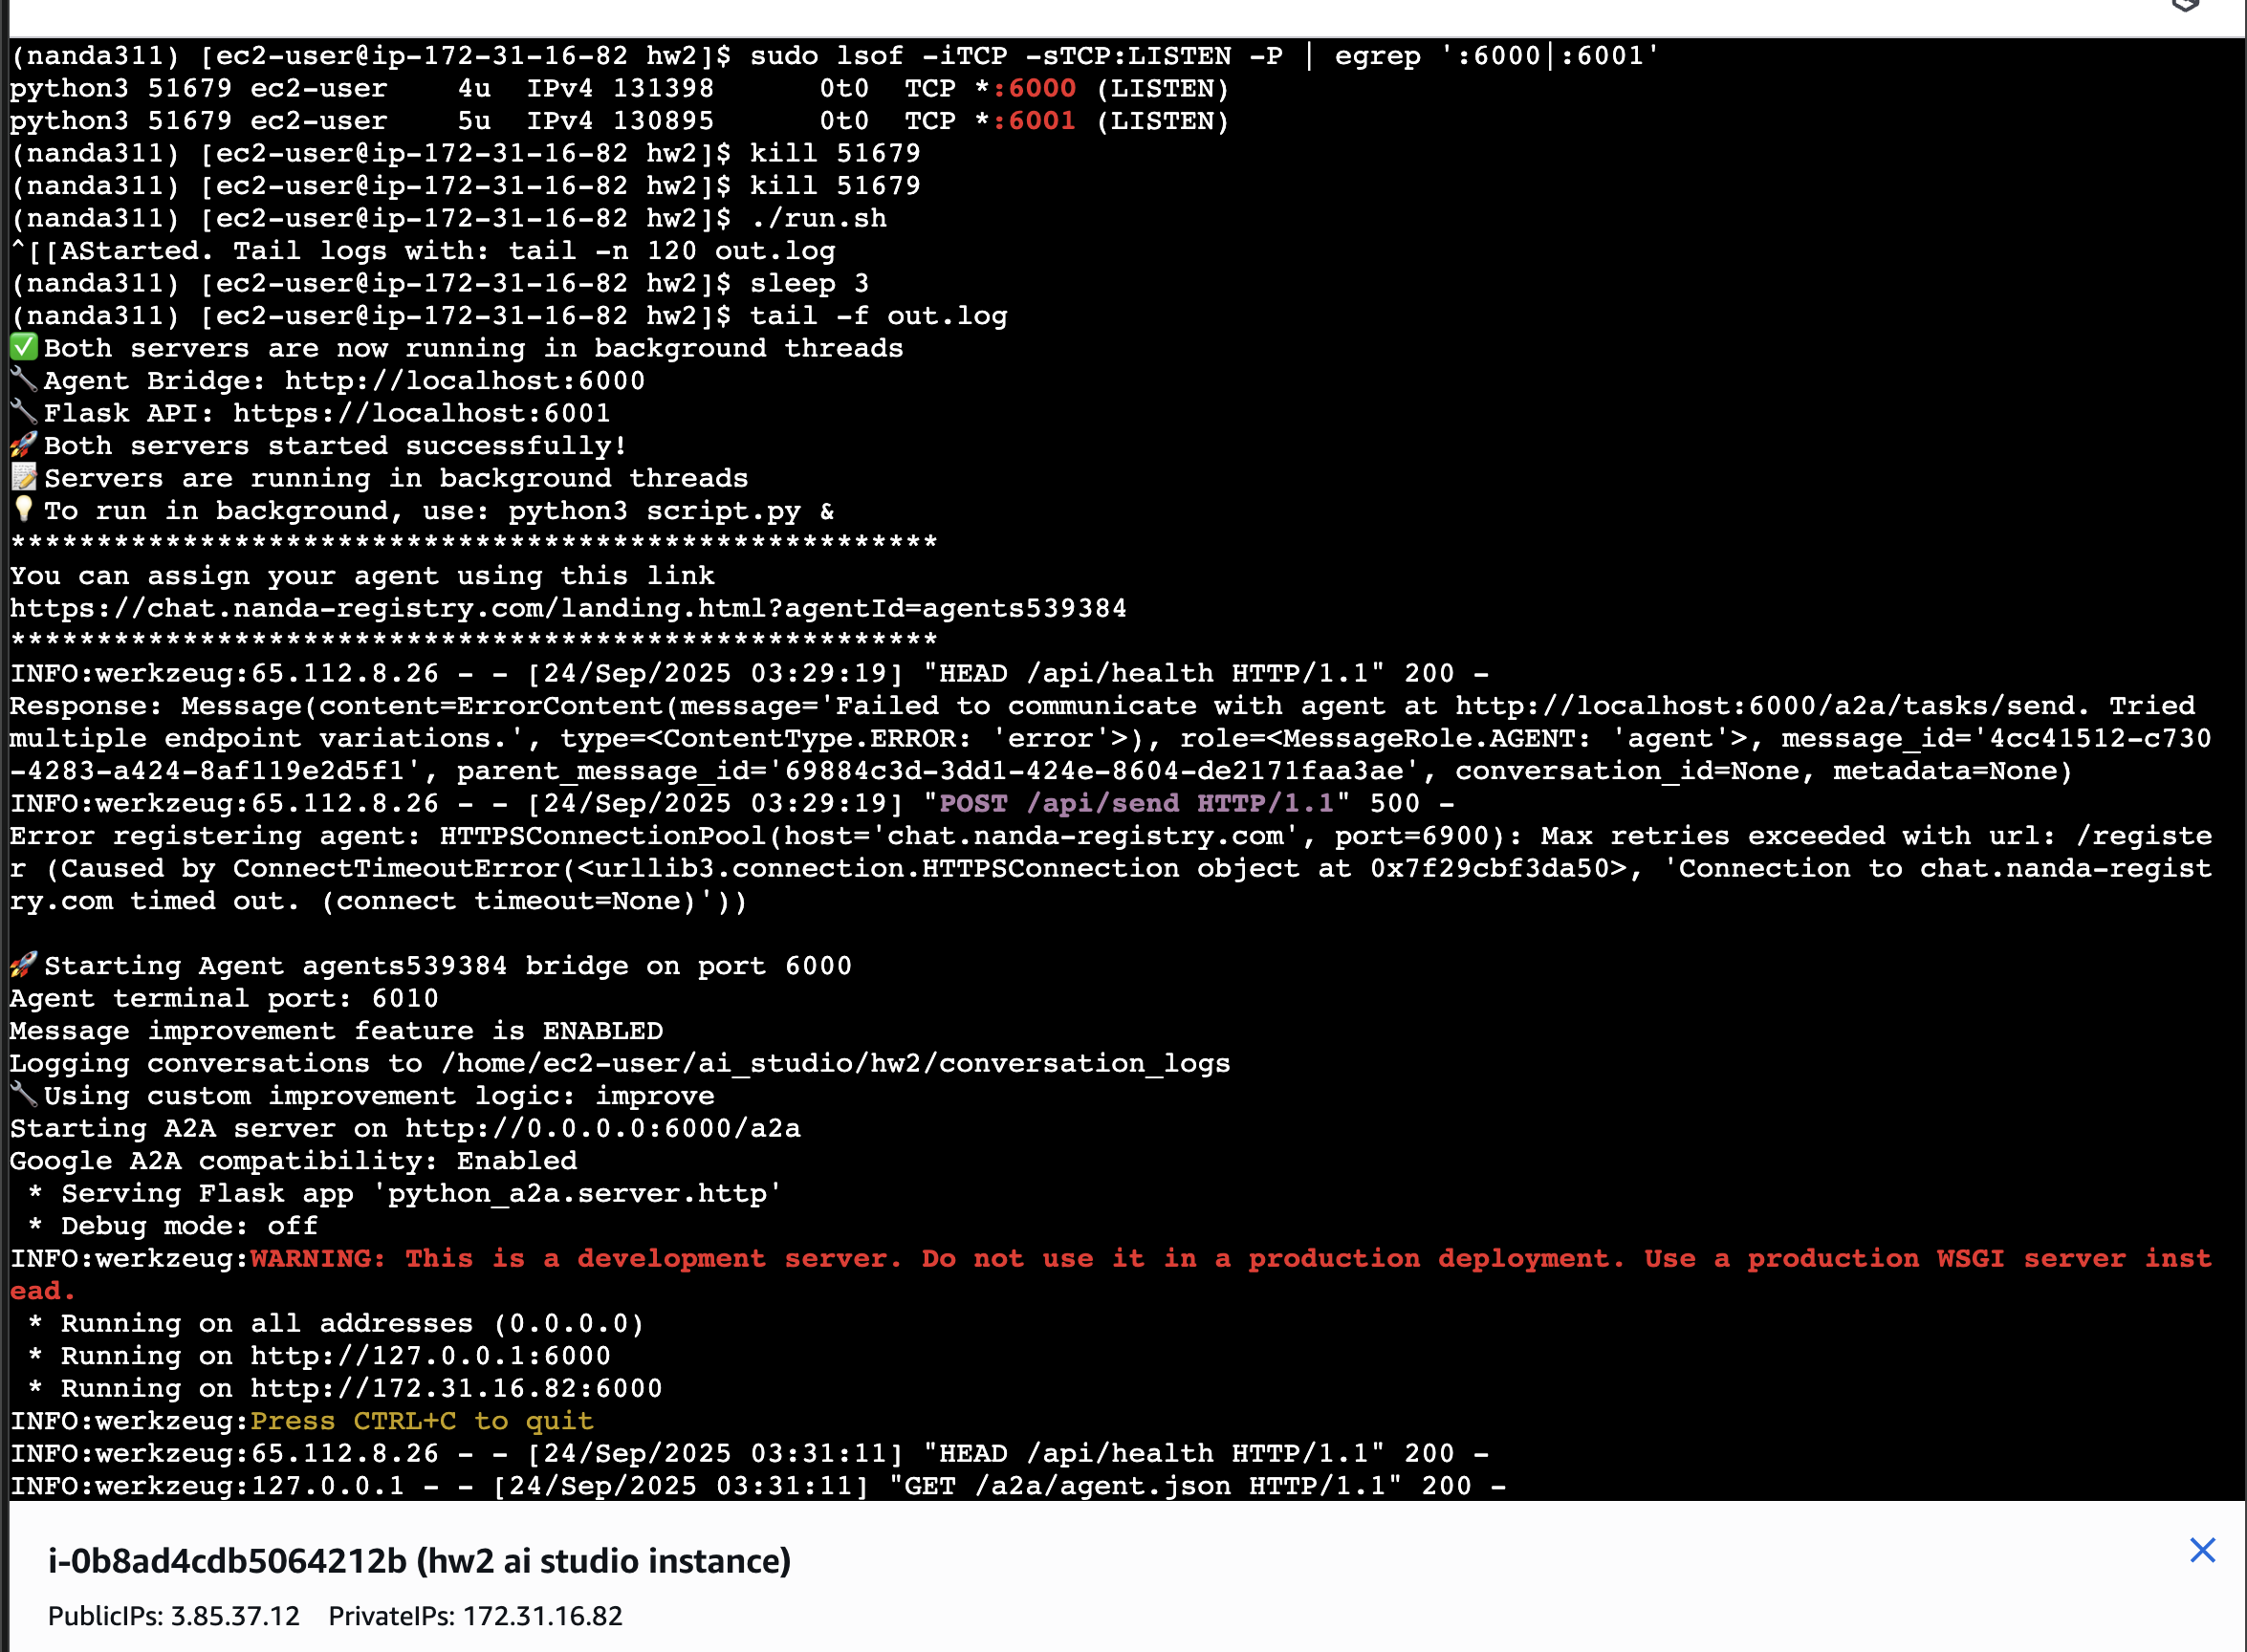 (nanda311) [ec2-user@ip-172-31-16-82 hw2]$ sudo lsof -iTCP -sTCP:LISTEN -P | egrep ':6000|:6001'
python3 51679 ec2-user    4u  IPv4 131398      0t0  TCP *:6000 (LISTEN)
python3 51679 ec2-user    5u  IPv4 130895      0t0  TCP *:6001 (LISTEN)
(nanda311) [ec2-user@ip-172-31-16-82 hw2]$ kill 51679
(nanda311) [ec2-user@ip-172-31-16-82 hw2]$ kill 51679
(nanda311) [ec2-user@ip-172-31-16-82 hw2]$ ./run.sh
^[[AStarted. Tail logs with: tail -n 120 out.log
(nanda311) [ec2-user@ip-172-31-16-82 hw2]$ sleep 3
(nanda311) [ec2-user@ip-172-31-16-82 hw2]$ tail -f out.log
✅Both servers are now running in background threads
🔧Agent Bridge: http://localhost:6000
🔧Flask API: https://localhost:6001
🚀Both servers started successfully!
📝Servers are running in background threads
💡To run in background, use: python3 script.py &
******************************************************
You can assign your agent using this link
https://chat.nanda-registry.com/landing.html?agentId=agents539384
******************************************************
INFO:werkzeug:65.112.8.26 - - [24/Sep/2025 03:29:19] "HEAD /api/health HTTP/1.1" 200 -
Response: Message(content=ErrorContent(message='Failed to communicate with agent at http://localhost:6000/a2a/tasks/send. Tried
multiple endpoint variations.', type=<ContentType.ERROR: 'error'>), role=<MessageRole.AGENT: 'agent'>, message_id='4cc41512-c730
-4283-a424-8af119e2d5f1', parent_message_id='69884c3d-3dd1-424e-8604-de2171faa3ae', conversation_id=None, metadata=None)
INFO:werkzeug:65.112.8.26 - - [24/Sep/2025 03:29:19] "POST /api/send HTTP/1.1" 500 -
Error registering agent: HTTPSConnectionPool(host='chat.nanda-registry.com', port=6900): Max retries exceeded with url: /registe
r (Caused by ConnectTimeoutError(<urllib3.connection.HTTPSConnection object at 0x7f29cbf3da50>, 'Connection to chat.nanda-regist
ry.com timed out. (connect timeout=None)'))
🚀Starting Agent agents539384 bridge on port 6000
Agent terminal port: 6010
Message improvement feature is ENABLED
Logging conversations to /home/ec2-user/ai_studio/hw2/conversation_logs
🔧Using custom improvement logic: improve
Starting A2A server on http://0.0.0.0:6000/a2a
Google A2A compatibility: Enabled
 * Serving Flask app 'python_a2a.server.http'
 * Debug mode: off
INFO:werkzeug:WARNING: This is a development server. Do not use it in a production deployment. Use a production WSGI server inst
ead.
 * Running on all addresses (0.0.0.0)
 * Running on http://127.0.0.1:6000
 * Running on http://172.31.16.82:6000
INFO:werkzeug:Press CTRL+C to quit
INFO:werkzeug:65.112.8.26 - - [24/Sep/2025 03:31:11] "HEAD /api/health HTTP/1.1" 200 -
INFO:werkzeug:127.0.0.1 - - [24/Sep/2025 03:31:11] "GET /a2a/agent.json HTTP/1.1" 200 -
i-0b8ad4cdb5064212b (hw2 ai studio instance)
PublicIPs: 3.85.37.12    PrivateIPs: 172.31.16.82